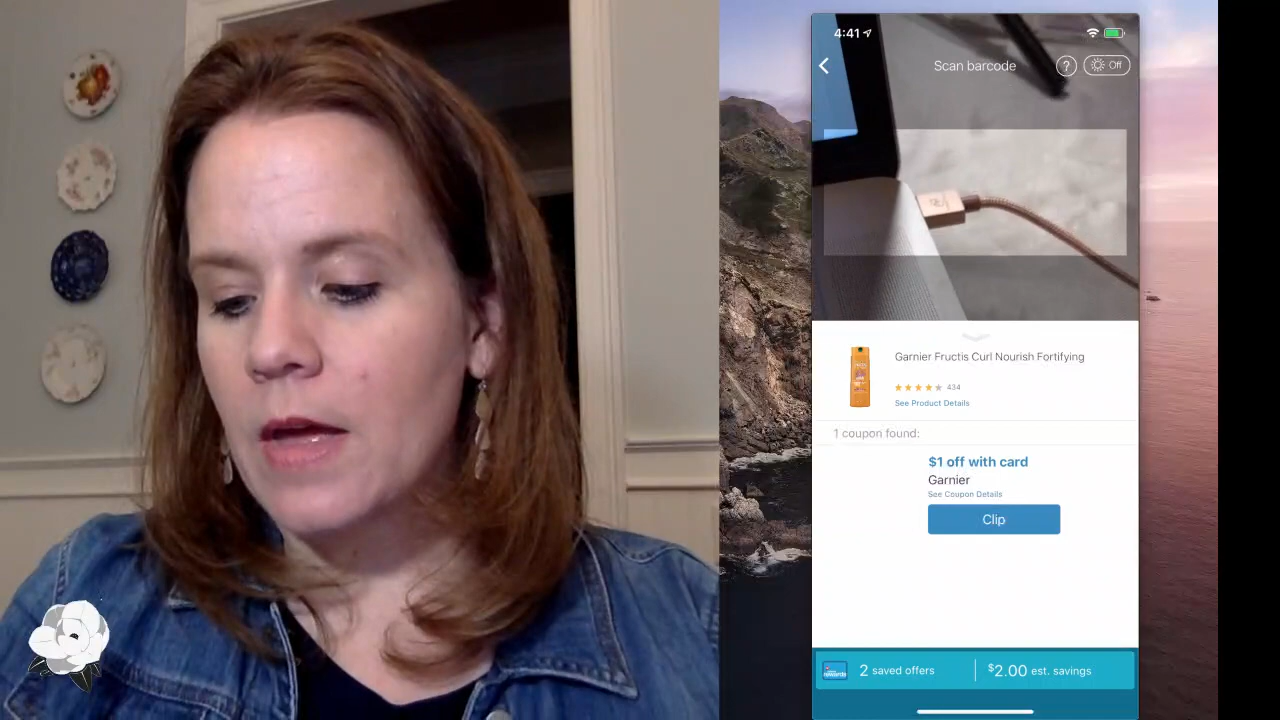 4:41
Scan barcode
?
Off
Garnier Fructis Curl Nourish Fortifying
434
See Product Details
1 coupon found:
$1 off with card
Garnier
See Coupon Details
Clip
rewards
2 saved offers
$2.00 est. savings